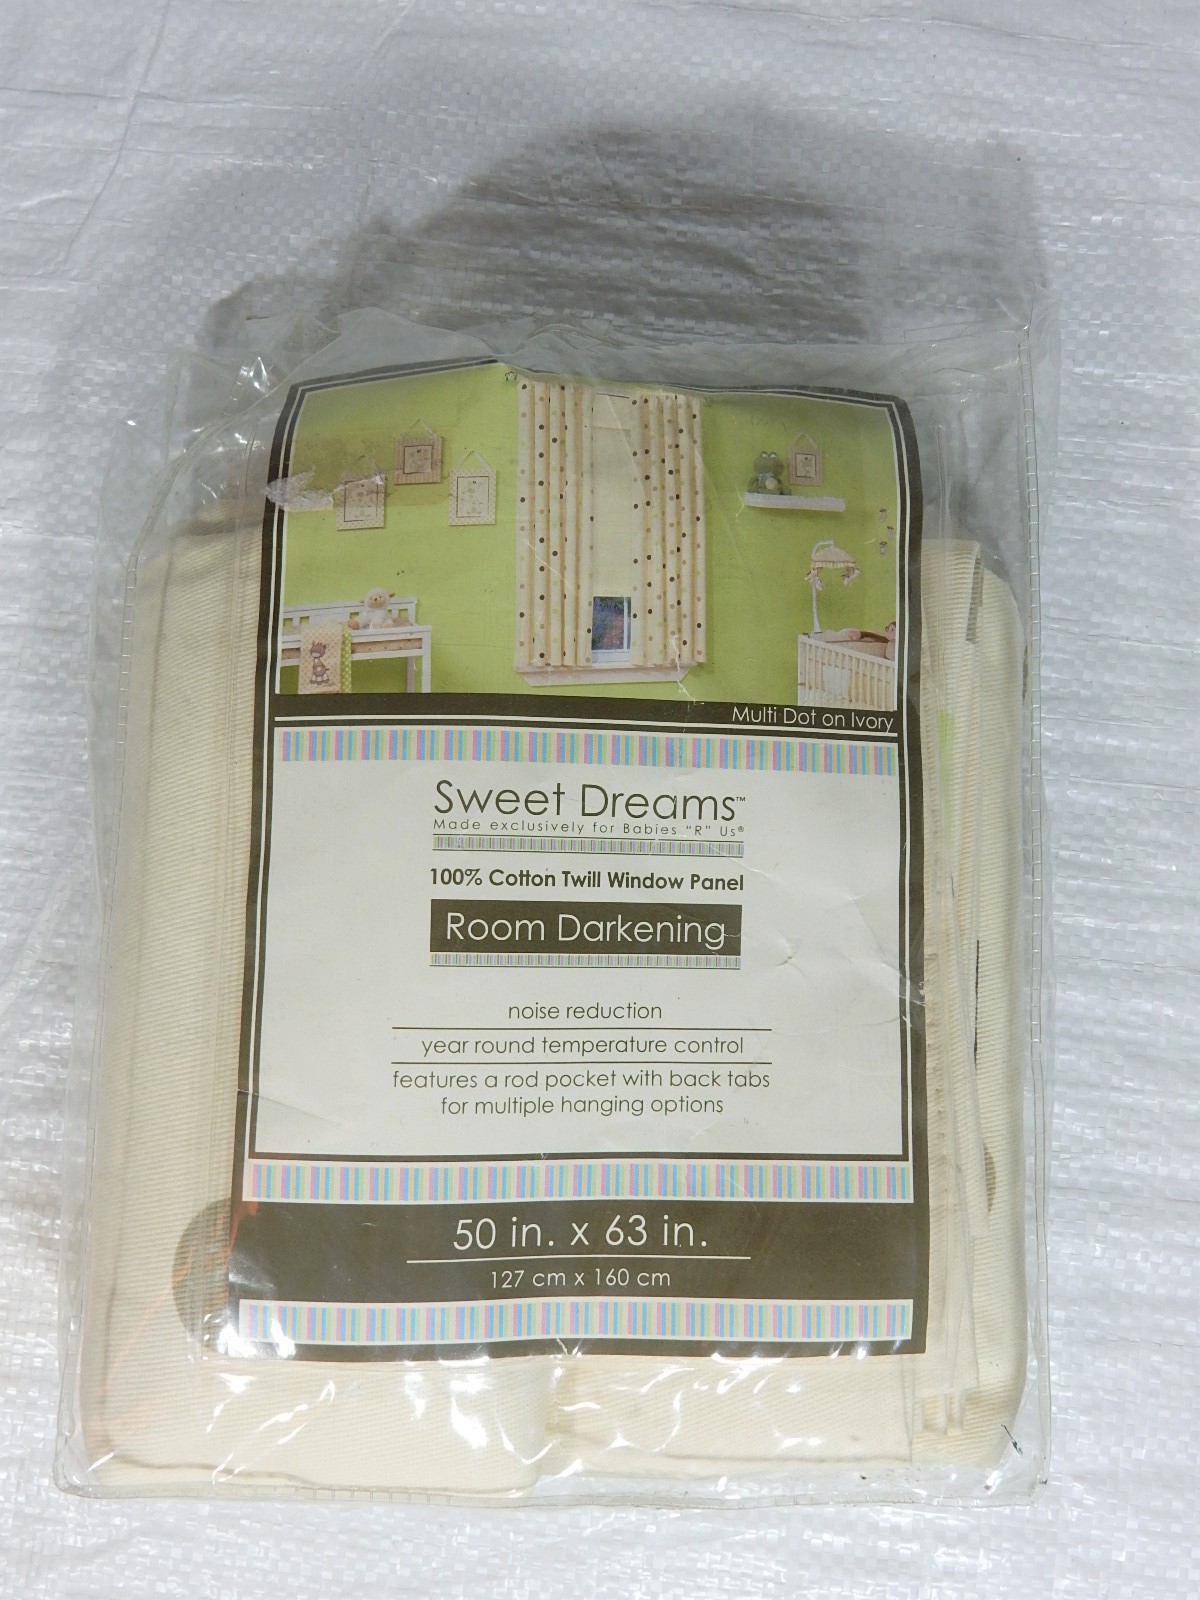 Multi Dot on Ivory
Sweet Dreams™
Made exclusively for Babies "R" Us®
100% Cotton Twill Window Panel
Room Darkening
noise reduction
year round temperature control
features a rod pocket with back tabs
for multiple hanging options
50 in. x 63 in.
127 cm x 160 cm